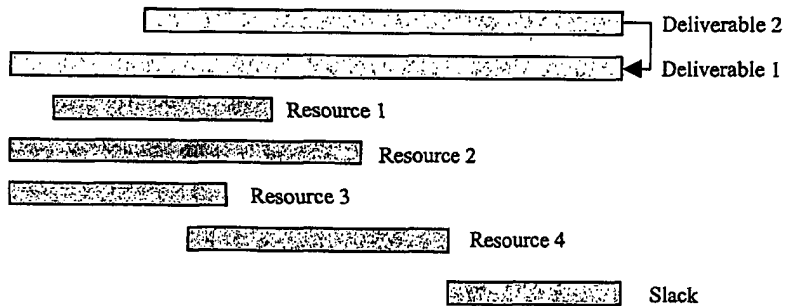 Deliverable 2
Deliverable 1
Resource 1
Resource 2
Resource 3
Resource 4
Slack